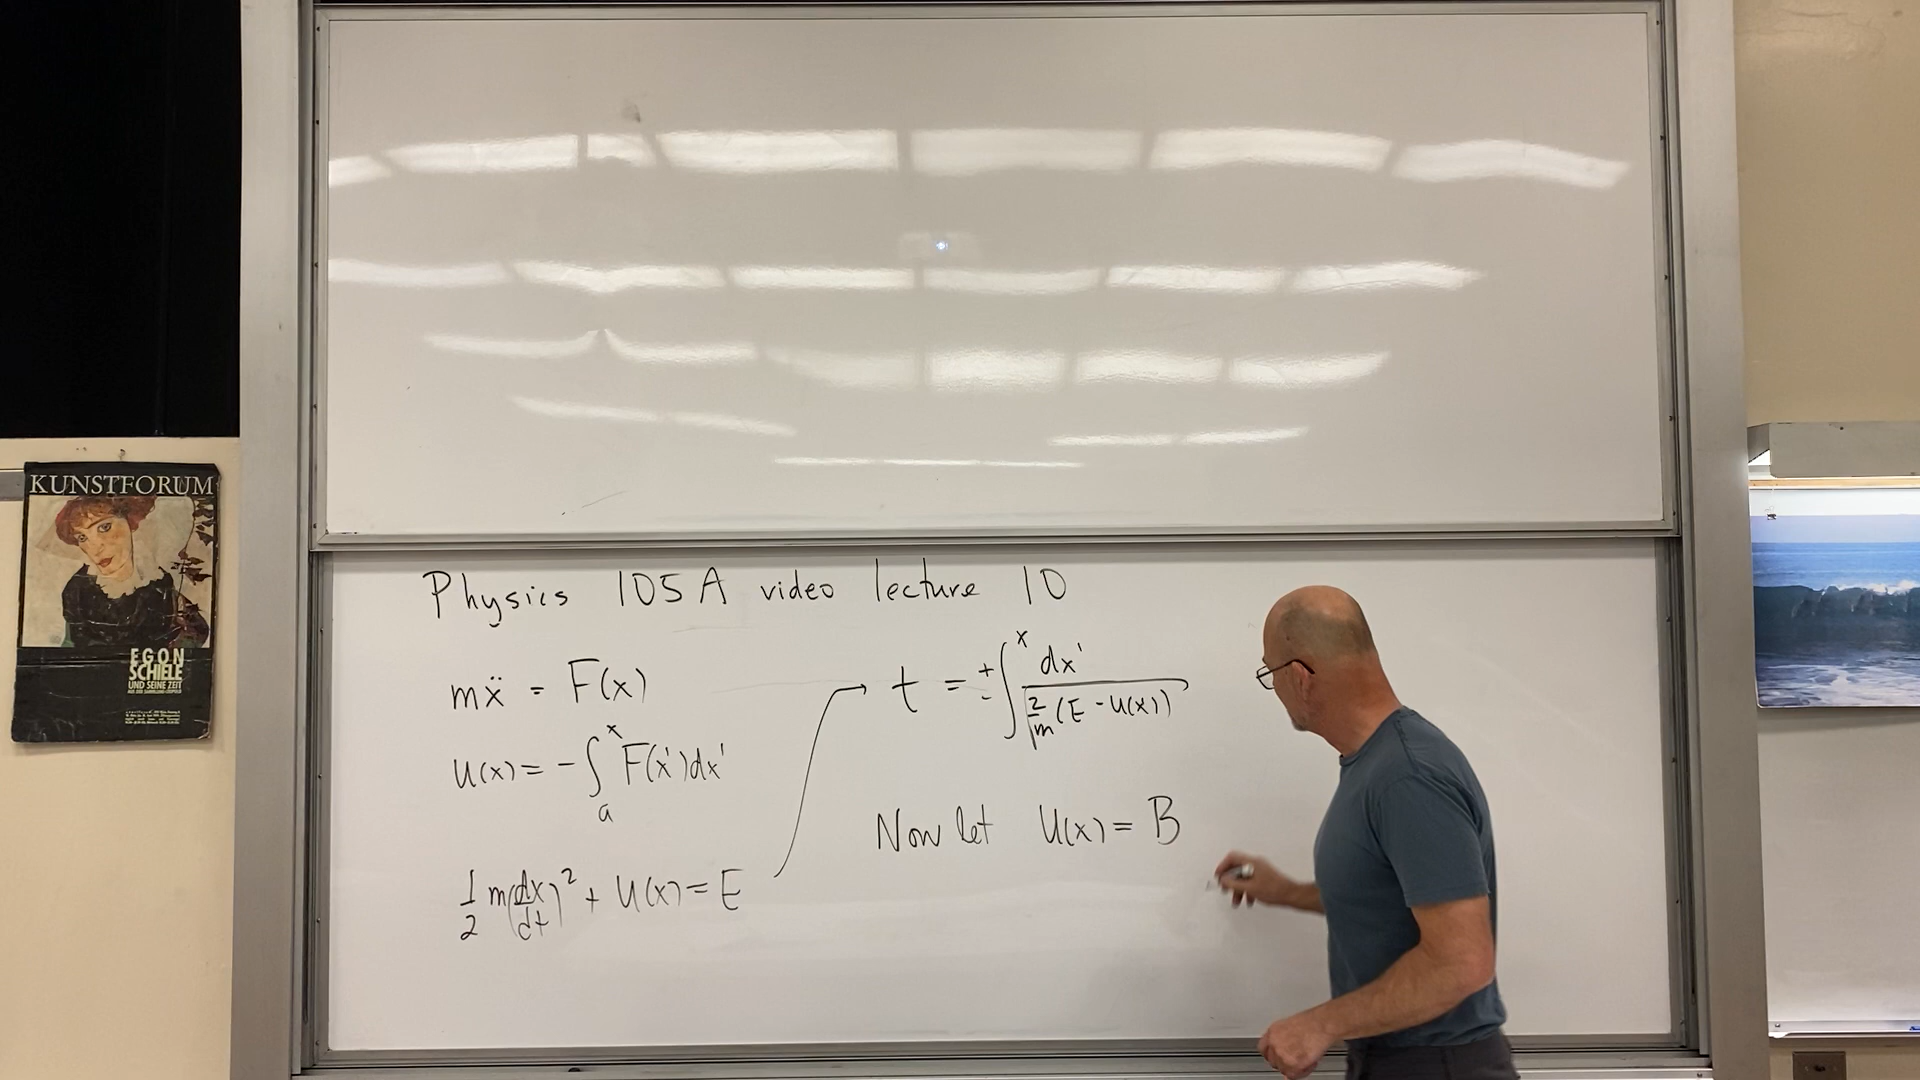 KUNSTFORUM
EGON
SCHIELE
UND SEINE ZEIT
Physics 105A video lecture 10
mẍ = F(x)
U(x) = -∫ₐˣ F(x')dx'
1/2 m(dx/dt)² + U(x) = E
t = ±∫ˣ dx' / √(2/m (E - U(x)))
Now let U(x) = B